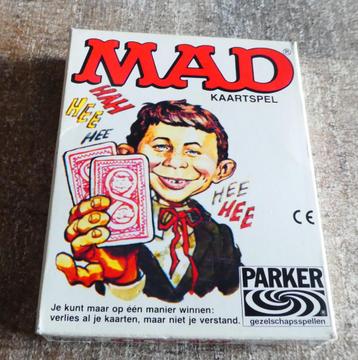 MAD®
KAARTSPEL
HAH
HEE
HEE
HEE
HEE
CE
PARKER
gezelschapsspellen
Je kunt maar op één manier winnen:
verlies al je kaarten, maar niet je verstand.